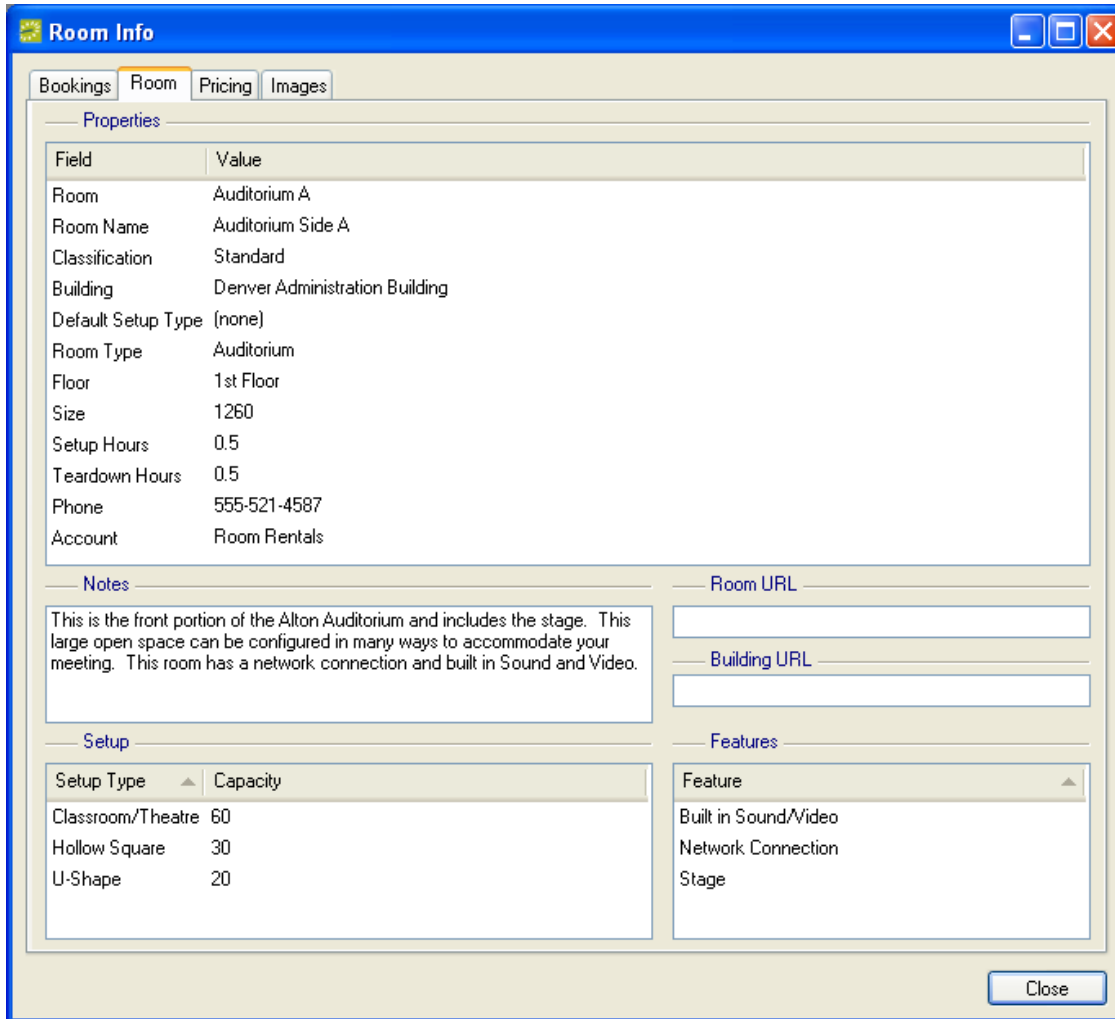 Room Info
Bookings Room Pricing Images
Properties
Field Value
Room Auditorium A
Room Name Auditorium Side A
Classification Standard
Building Denver Administration Building
Default Setup Type (none)
Room Type Auditorium
Floor 1st Floor
Size 1260
Setup Hours 0.5
Teardown Hours 0.5
Phone 555-521-4587
Account Room Rentals
Notes
This is the front portion of the Alton Auditorium and includes the stage. This
large open space can be configured in many ways to accommodate your
meeting. This room has a network connection and built in Sound and Video.
Room URL
Building URL
Setup
Setup Type Capacity
Classroom/Theatre 60
Hollow Square 30
U-Shape 20
Features
Feature
Built in Sound/Video
Network Connection
Stage
Close